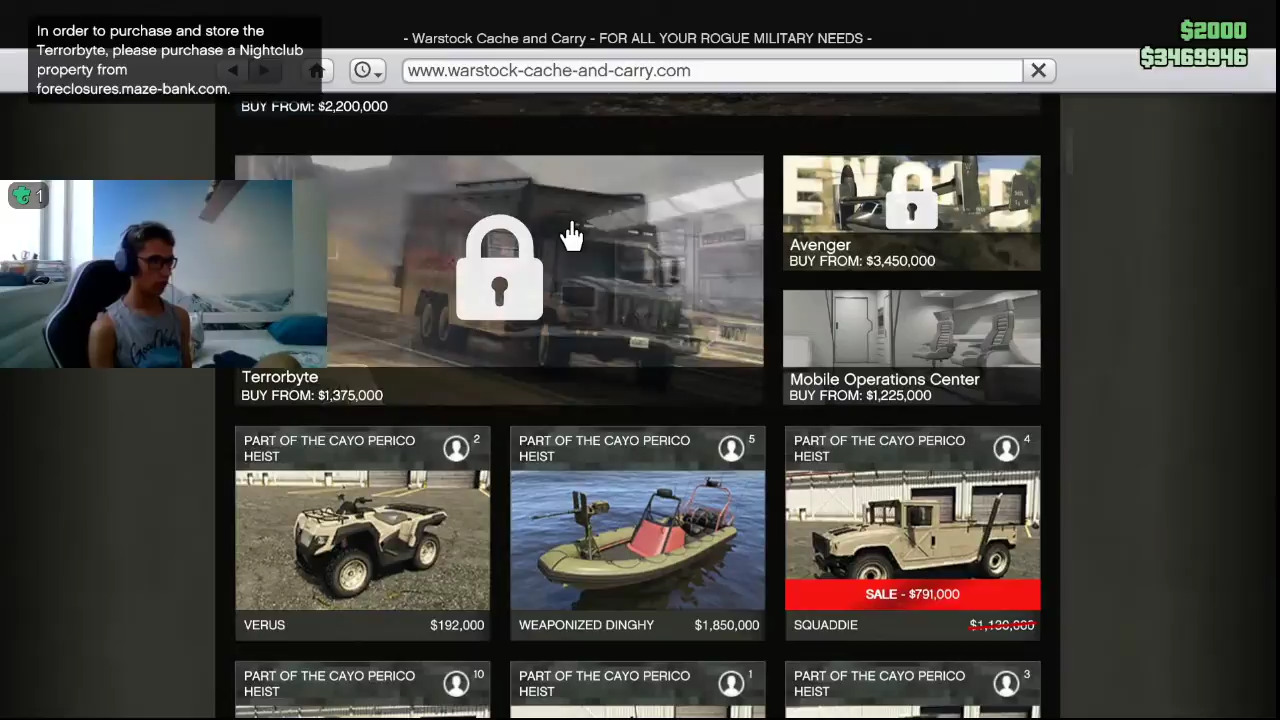 In order to purchase and store the
Terrorbyte, please purchase a Nightclub
property from
foreclosures.maze-bank.com.
- Warstock Cache and Carry - FOR ALL YOUR ROGUE MILITARY NEEDS -
$2000
$3469946
www.warstock-cache-and-carry.com
BUY FROM: $2,200,000
1
Terrorbyte
BUY FROM: $1,375,000
Avenger
BUY FROM: $3,450,000
Mobile Operations Center
BUY FROM: $1,225,000
PART OF THE CAYO PERICO
HEIST
2
VERUS
$192,000
PART OF THE CAYO PERICO
HEIST
5
WEAPONIZED DINGHY
$1,850,000
PART OF THE CAYO PERICO
HEIST
4
SALE - $791,000
SQUADDIE
$1,130,000
PART OF THE CAYO PERICO
HEIST
10
PART OF THE CAYO PERICO
HEIST
1
PART OF THE CAYO PERICO
HEIST
3